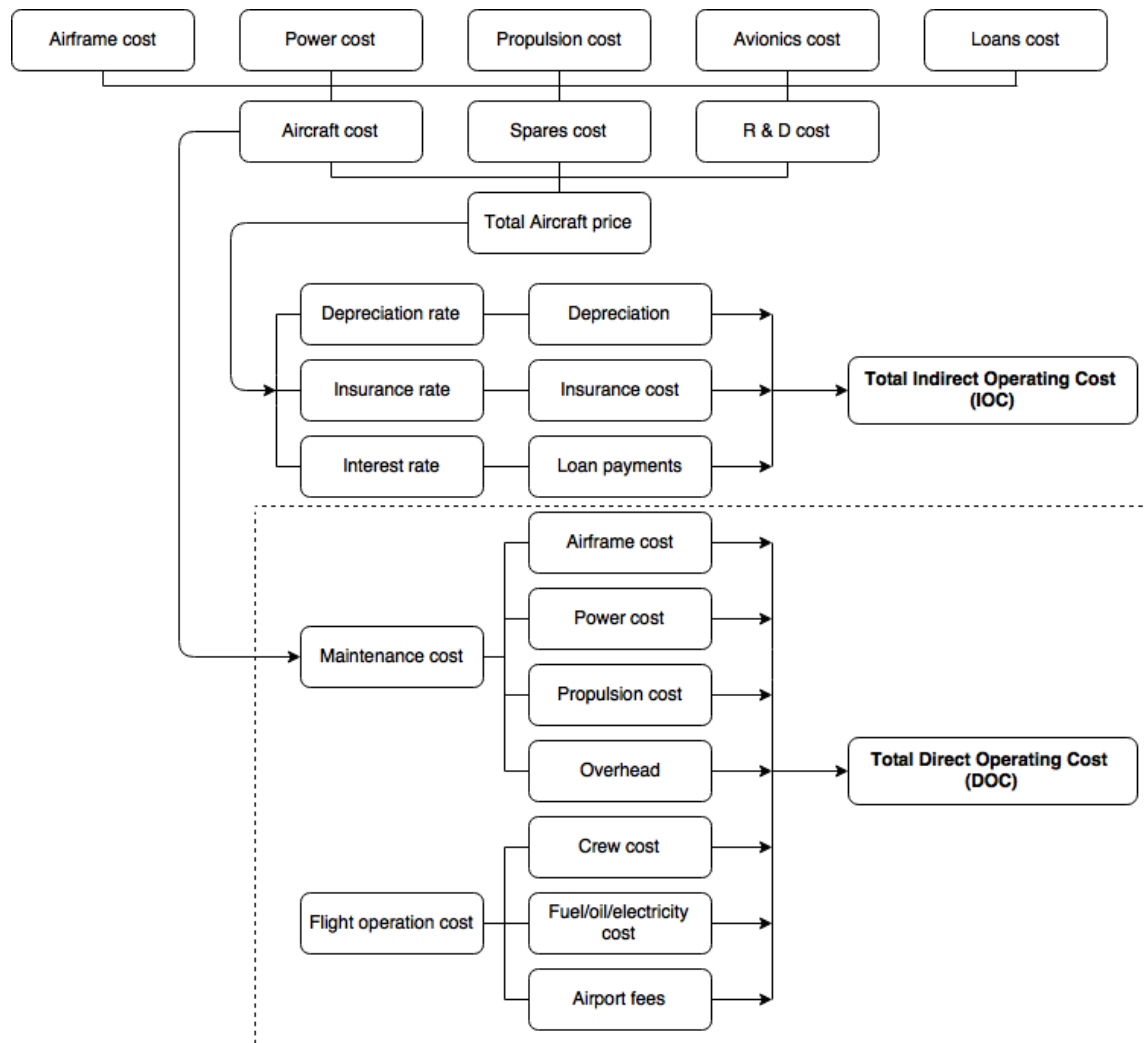 Airframe cost
Power cost
Propulsion cost
Avionics cost
Loans cost
Aircraft cost
Spares cost
R & D cost
Total Aircraft price
Depreciation rate
Depreciation
Insurance rate
Insurance cost
Total Indirect Operating Cost
(IOC)
Interest rate
Loan payments
Airframe cost
Power cost
Maintenance cost
Propulsion cost
Overhead
Total Direct Operating Cost
(DOC)
Crew cost
Flight operation cost
Fuel/oil/electricity
cost
Airport fees